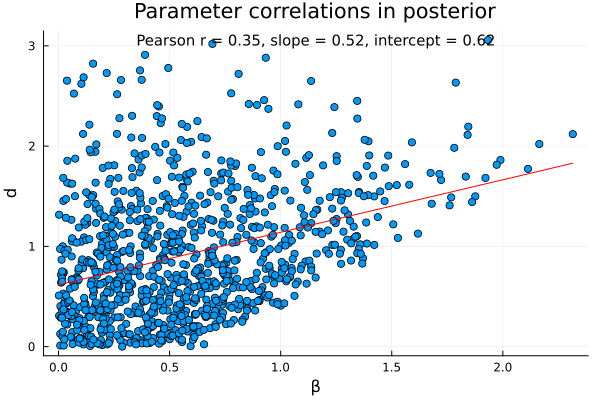 Parameter correlations in posterior
Pearson r = 0.35, slope = 0.52, intercept = 0.62
3
2
1
0
d
0.0 0.5 1.0 1.5 2.0
β